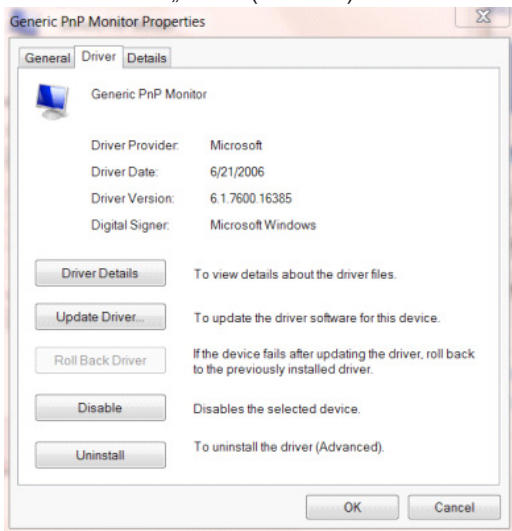 Generic PnP Monitor Properties
General Driver Details
Generic PnP Monitor
Driver Provider: Microsoft
Driver Date: 6/21/2006
Driver Version: 6.1.7600.16385
Digital Signer: Microsoft Windows
Driver Details To view details about the driver files.
Update Driver... To update the driver software for this device.
Roll Back Driver If the device fails after updating the driver, roll back
to the previously installed driver.
Disable Disables the selected device.
Uninstall To uninstall the driver (Advanced).
OK Cancel